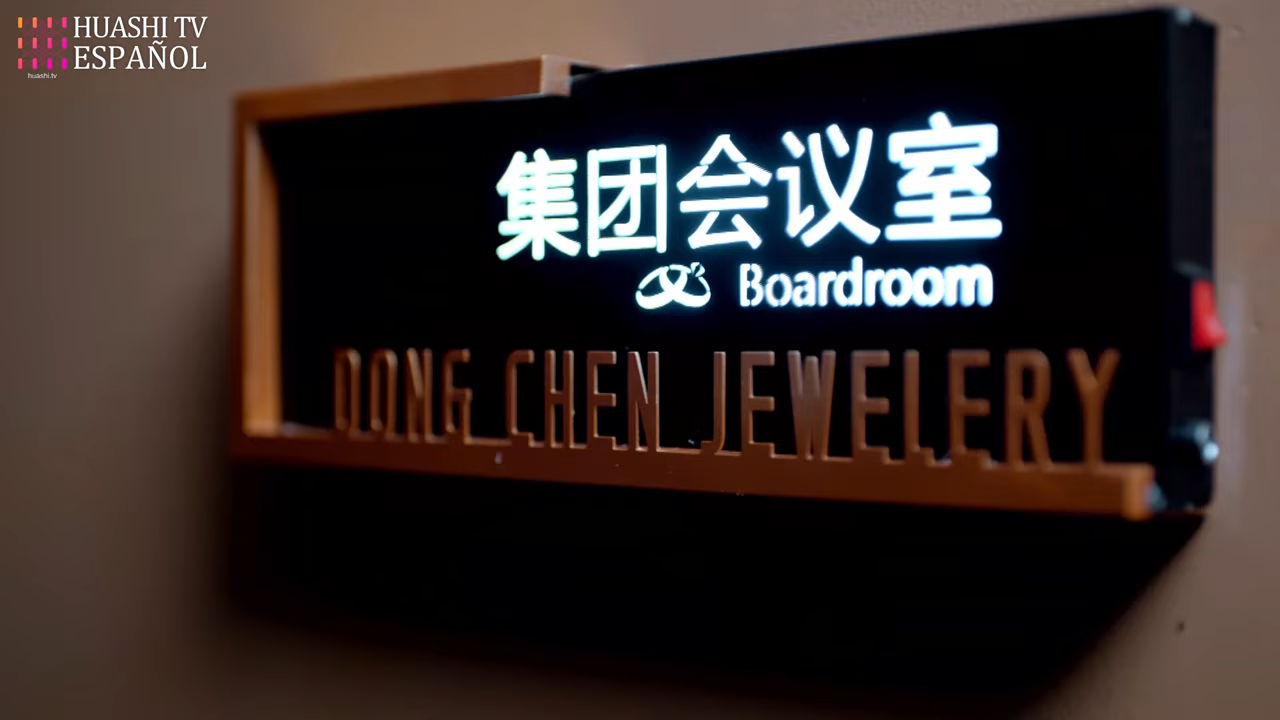 HUASHI TV
ESPAÑOL
huashi.tv
集团会议室
Boardroom
DONG CHEN JEWELERY